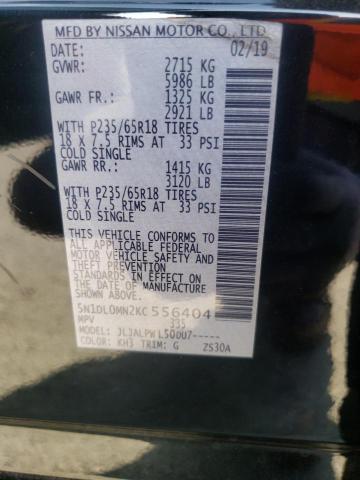 MFD BY NISSAN MOTOR CO., LTD.
DATE: 02/19
GVWR: 2715 KG
5986 LB
GAWR FR.: 1325 KG
2921 LB
WITH P235/65R18 TIRES
18 X 7.5 RIMS AT 33 PSI
COLD SINGLE
GAWR RR.: 1415 KG
3120 LB
WITH P235/65R18 TIRES
18 X 7.5 RIMS AT 33 PSI
COLD SINGLE
THIS VEHICLE CONFORMS TO
ALL APPLICABLE FEDERAL
MOTOR VEHICLE SAFETY
STANDARDS IN EFFECT ON THE
DATE OF MANUFACTURE
SHOWN ABOVE.
5N1DL0MN2KC556404
MPV 335
MODEL: JLJALPWL50UU7-----
COLOR: KH3 TRIM: G ZS30A